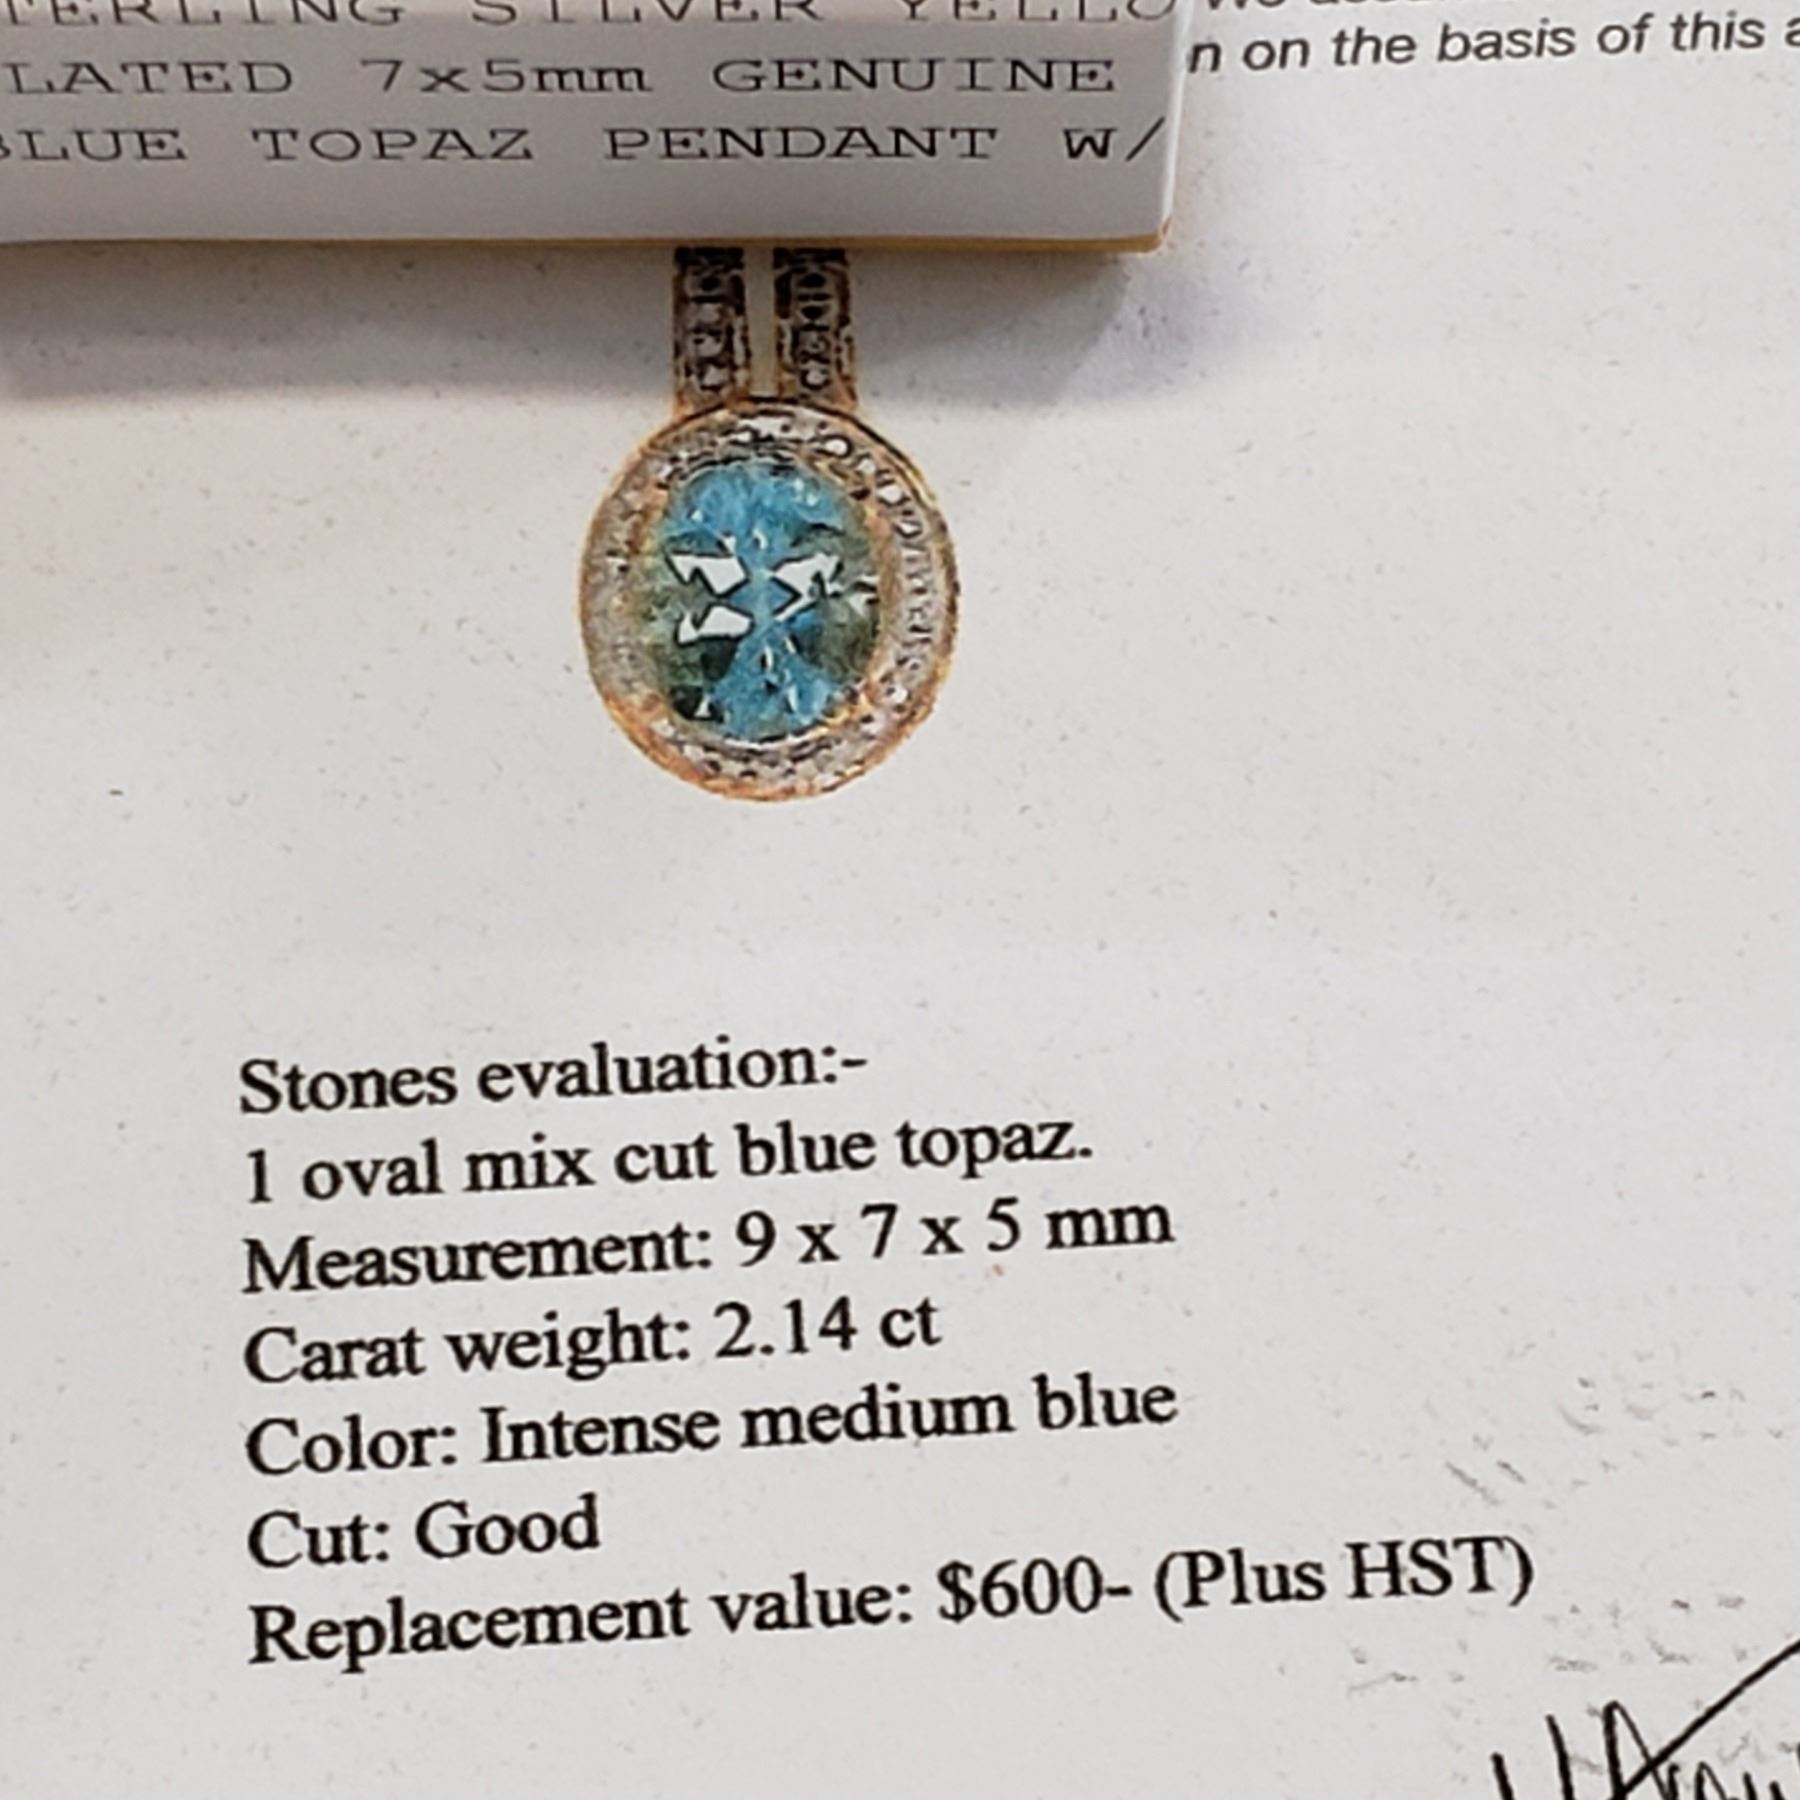 STERLING SILVER YELLO
LATED 7x5mm GENUINE
BLUE TOPAZ PENDANT W/
n on the basis of this a
Stones evaluation:-
1 oval mix cut blue topaz.
Measurement: 9 x 7 x 5 mm
Carat weight: 2.14 ct
Color: Intense medium blue
Cut: Good
Replacement value: $600- (Plus HST)